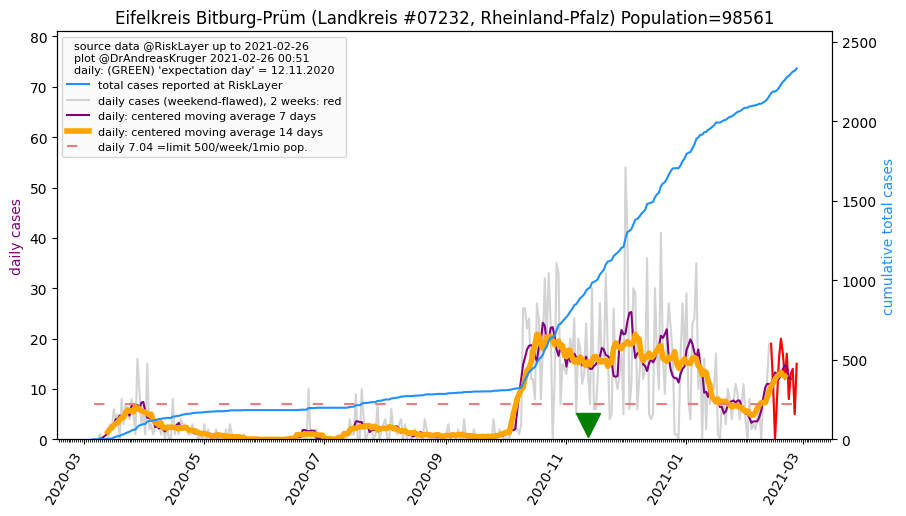 Eifelkreis Bitburg-Prüm (Landkreis #07232, Rheinland-Pfalz) Population=98561
source data @RiskLayer up to 2021-02-26
plot @DrAndreasKruger 2021-02-26 00:51
daily: (GREEN) 'expectation day' = 12.11.2020
total cases reported at RiskLayer
daily cases (weekend-flawed), 2 weeks: red
daily: centered moving average 7 days
daily: centered moving average 14 days
daily 7.04 =limit 500/week/1mio pop.
daily cases
80
70
60
50
40
30
20
10
0
cumulative total cases
2500
2000
1500
1000
500
0
2020-03
2020-05
2020-07
2020-09
2020-11
2021-01
2021-03